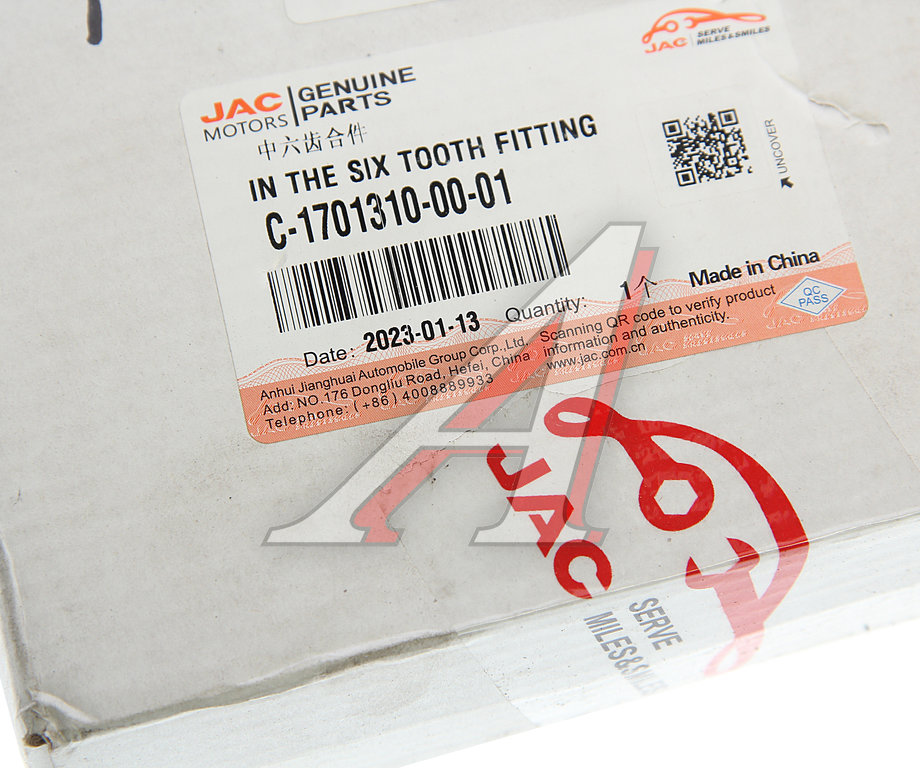 JAC
MOTORS
GENUINE
PARTS
JAC
SERVE
MILES&SMILES
中六齿合件
IN THE SIX TOOTH FITTING
C-1701310-00-01
UNCOVER
Date: 2023-01-13 Quantity: 1个 Made in China
Anhui Jianghuai Automobile Group Corp.,Ltd.
Add: NO.176 Dongliu Road, Hefei, China
Telephone: (+86) 4008889933
Scanning QR code to verify product
information and authenticity.
www.jac.com.cn
QC
PASS
JAC
SERVE
MILES&SMILES